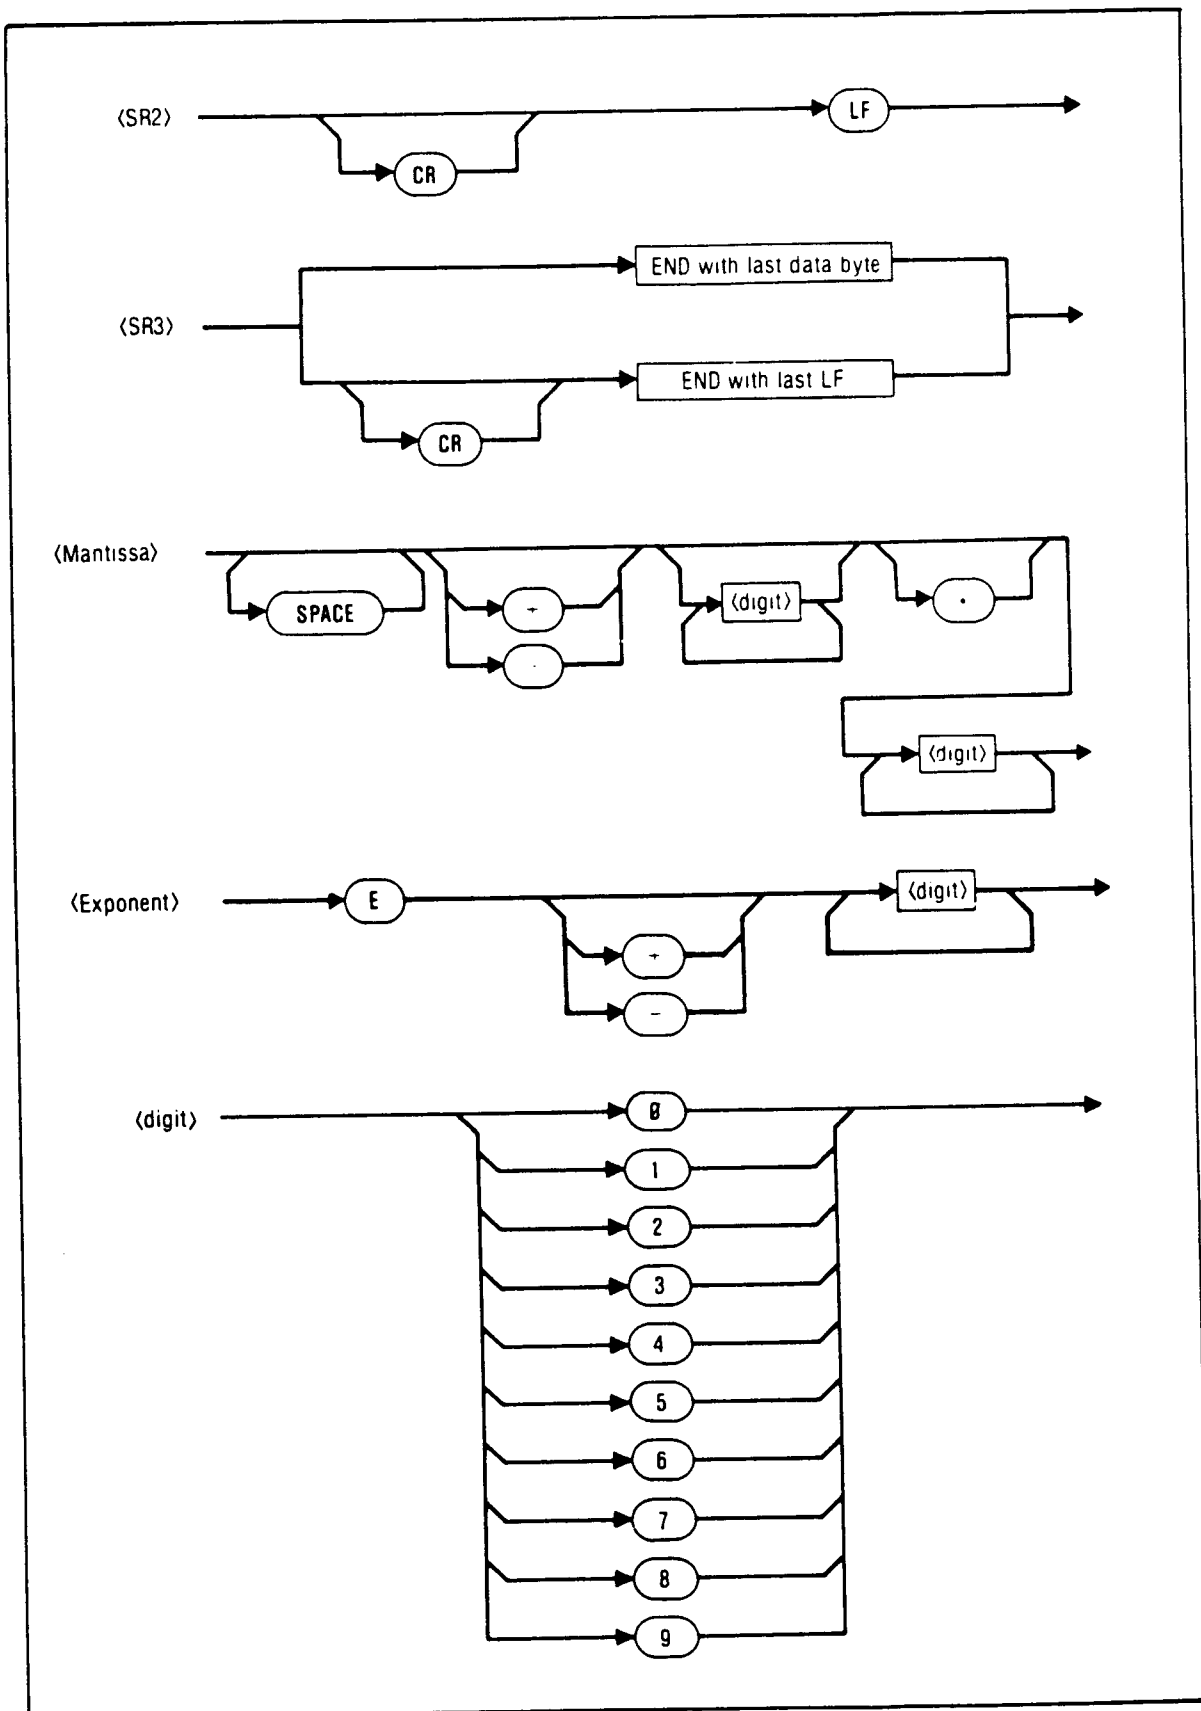 <SR2>
LF
CR
END with last data byte
<SR3>
END with last LF
CR
<Mantissa>
SPACE
+
<digit>
.
-
<digit>
<Exponent>
E
<digit>
+
-
<digit>
0
1
2
3
4
5
6
7
8
9